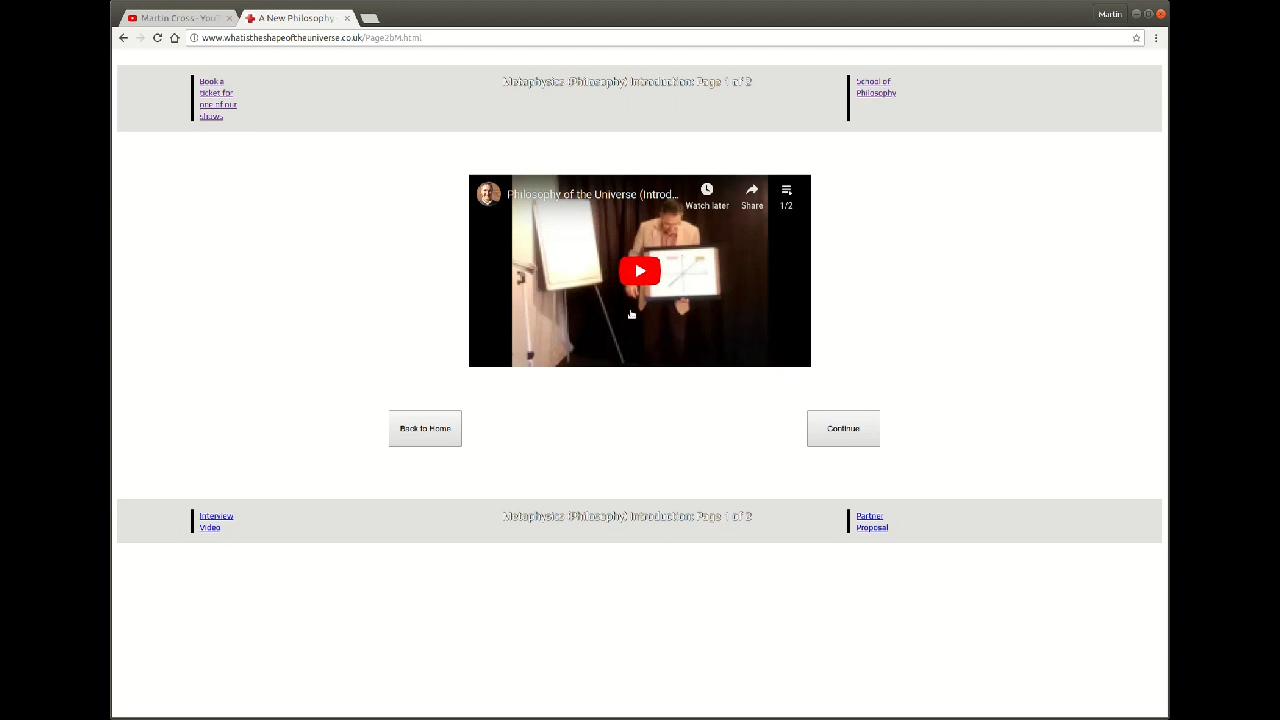 Martin Cross - YouT
A New Philosophy
Martin
www.whatistheshapeoftheuniverse.co.uk/Page2bM.html
Book a
ticket for
one of our
shows
Metaphysics (Philosophy) Introduction: Page 1 of 2
School of
Philosophy
Philosophy of the Universe (Introd...
Watch later
Share
1/2
Back to Home
Continue
Interview
Video
Metaphysics (Philosophy) Introduction: Page 1 of 2
Partner
Proposal